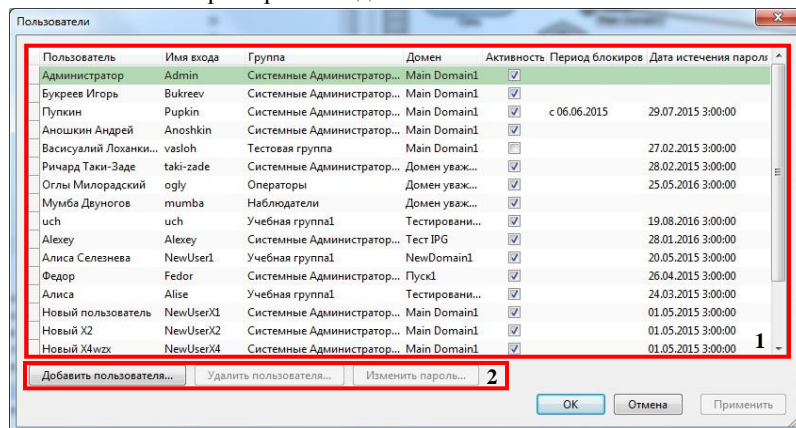 Пользователи
Пользователь Имя входа Группа Домен Активность Период блокиров Дата истечения пароля
Администратор Admin Системные Администратор... Main Domain1
Букреев Игорь Bukreev Системные Администратор... Main Domain1
Пупкин Pupkin Системные Администратор... Main Domain1 с 06.06.2015 29.07.2015 3:00:00
Аношкин Андрей Anoshkin Системные Администратор... Main Domain1
Васисуалий Лоханки... vasloh Тестовая группа Main Domain1 27.02.2015 3:00:00
Ричард Таки-Заде taki-zade Системные Администратор... Домен уваж... 28.02.2015 3:00:00
Оглы Милорадский ogly Операторы Домен уваж... 25.05.2016 3:00:00
Мумба Двуногов mumba Наблюдатели Домен уваж...
uch uch Учебная группа1 Тестировани... 19.08.2016 3:00:00
Alexey Alexey Системные Администратор... Тест IPG 28.01.2016 3:00:00
Алиса Селезнева NewUser1 Учебная группа1 NewDomain1 20.05.2015 3:00:00
Федор Fedor Системные Администратор... Пуск1 26.04.2015 3:00:00
Алиса Alise Учебная группа1 Тестировани... 24.03.2015 3:00:00
Новый пользователь NewUserX1 Системные Администратор... Main Domain1 01.05.2015 3:00:00
Новый X2 NewUserX2 Системные Администратор... Main Domain1 01.05.2015 3:00:00
Новый X4wzx NewUserX4 Системные Администратор... Main Domain1 01.05.2015 3:00:00
1
Добавить пользователя... Удалить пользователя... Изменить пароль... 2
OK Отмена Применить